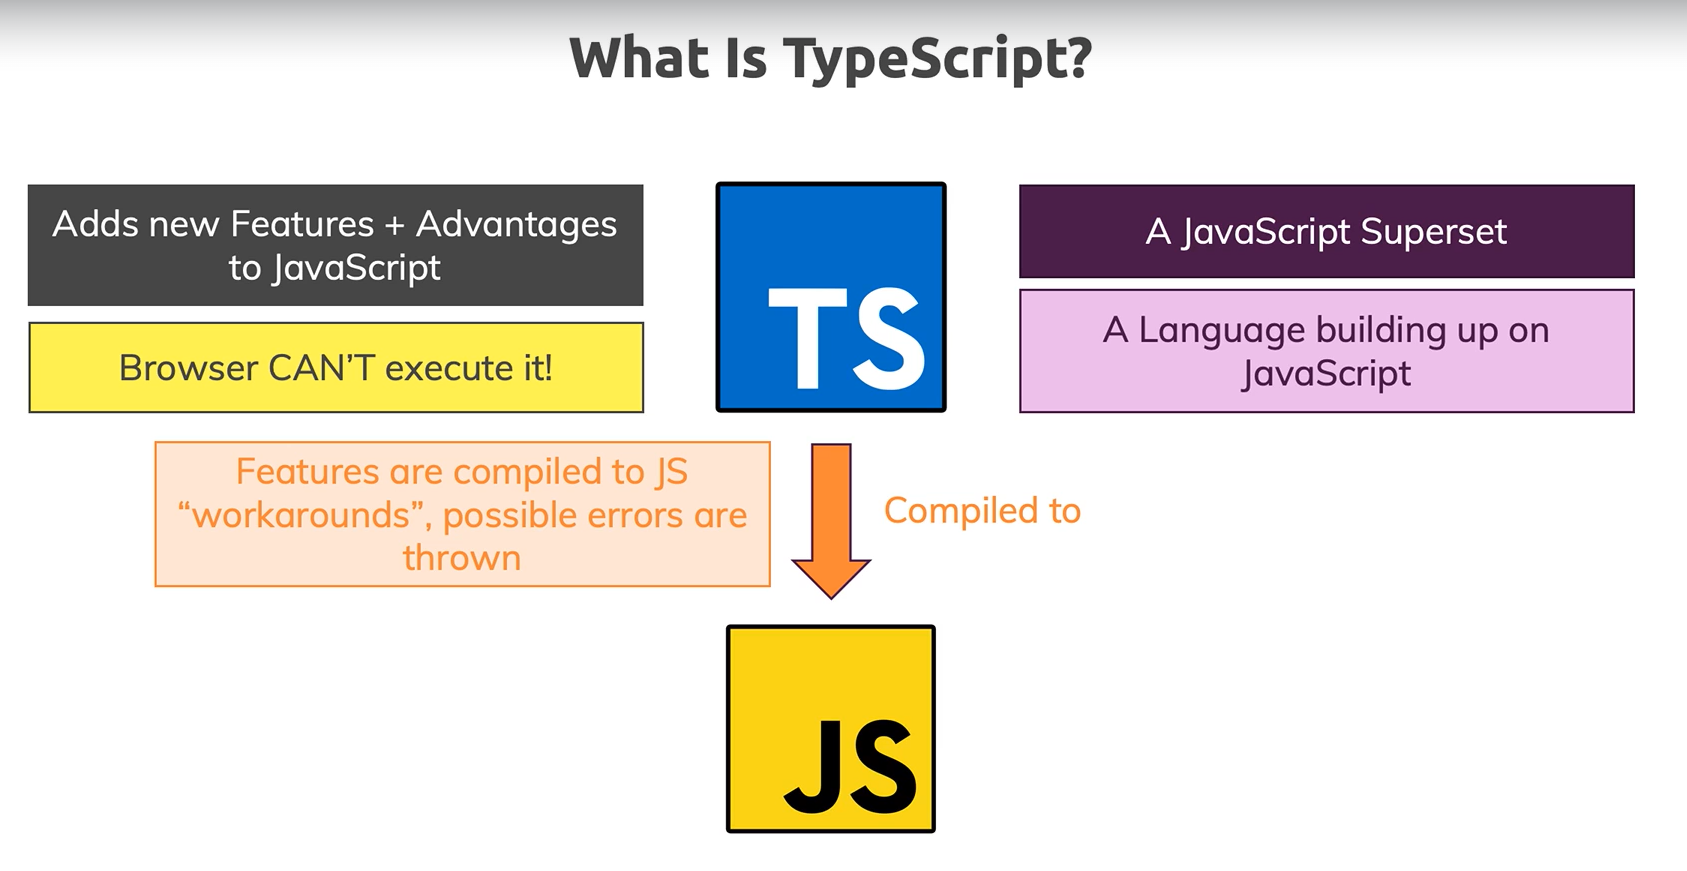 What Is TypeScript?
Adds new Features + Advantages
to JavaScript
Browser CAN’T execute it!
TS
A JavaScript Superset
A Language building up on
JavaScript
Features are compiled to JS
“workarounds”, possible errors are
thrown
Compiled to
JS